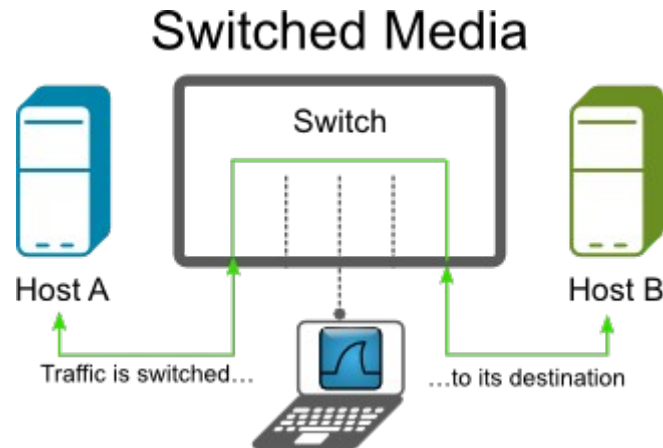 Switched Media
Switch
Host A
Host B
Traffic is switched…
…to its destination